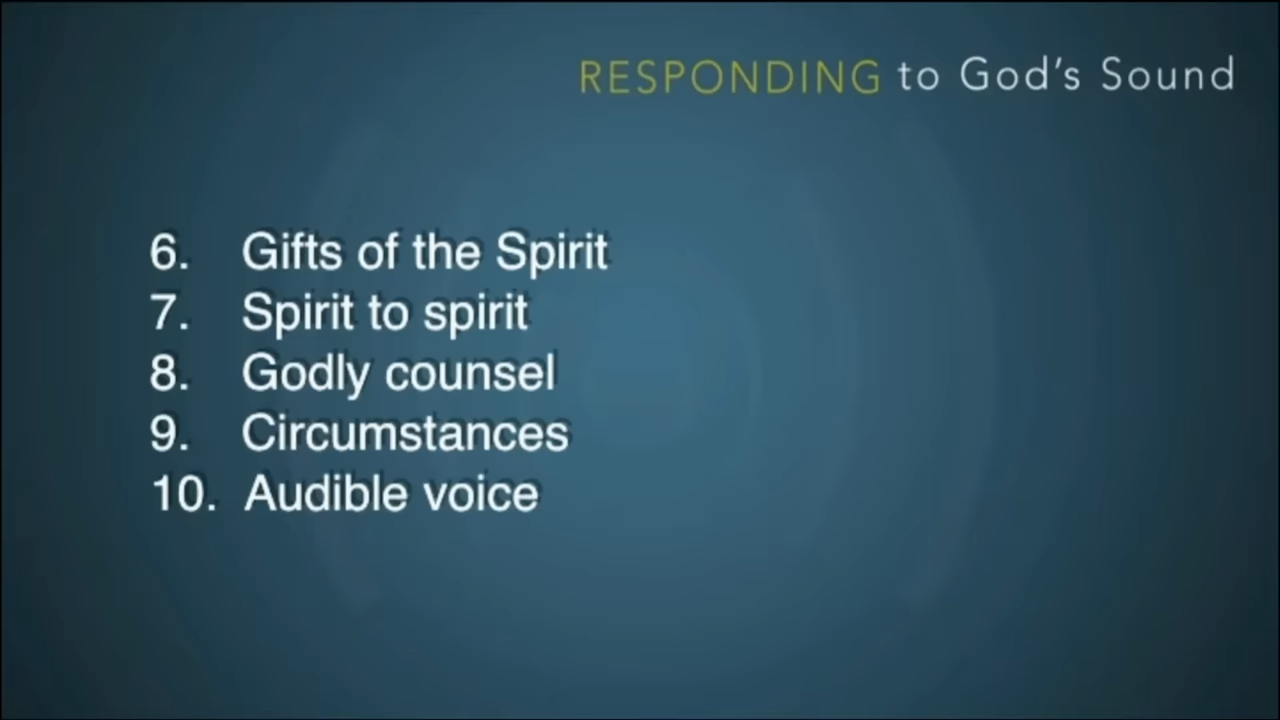 RESPONDING to God's Sound
6. Gifts of the Spirit
7. Spirit to spirit
8. Godly counsel
9. Circumstances
10. Audible voice